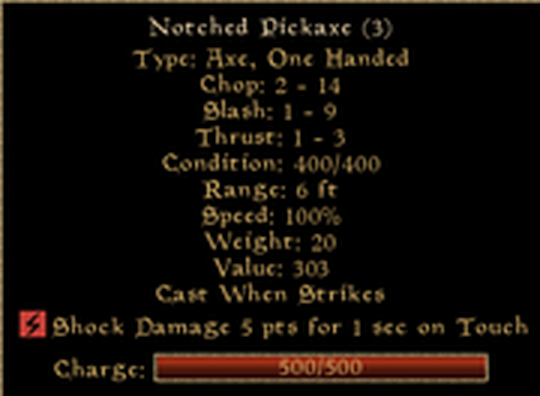 Notched Pickaxe (3)
Type: Axe, One Handed
Chop: 2 - 14
Slash: 1 - 9
Thrust: 1 - 3
Condition: 400/400
Range: 6 ft
Speed: 100%
Weight: 20
Value: 303
Cast When Strikes
Shock Damage 5 pts for 1 sec on Touch
Charge: 500/500